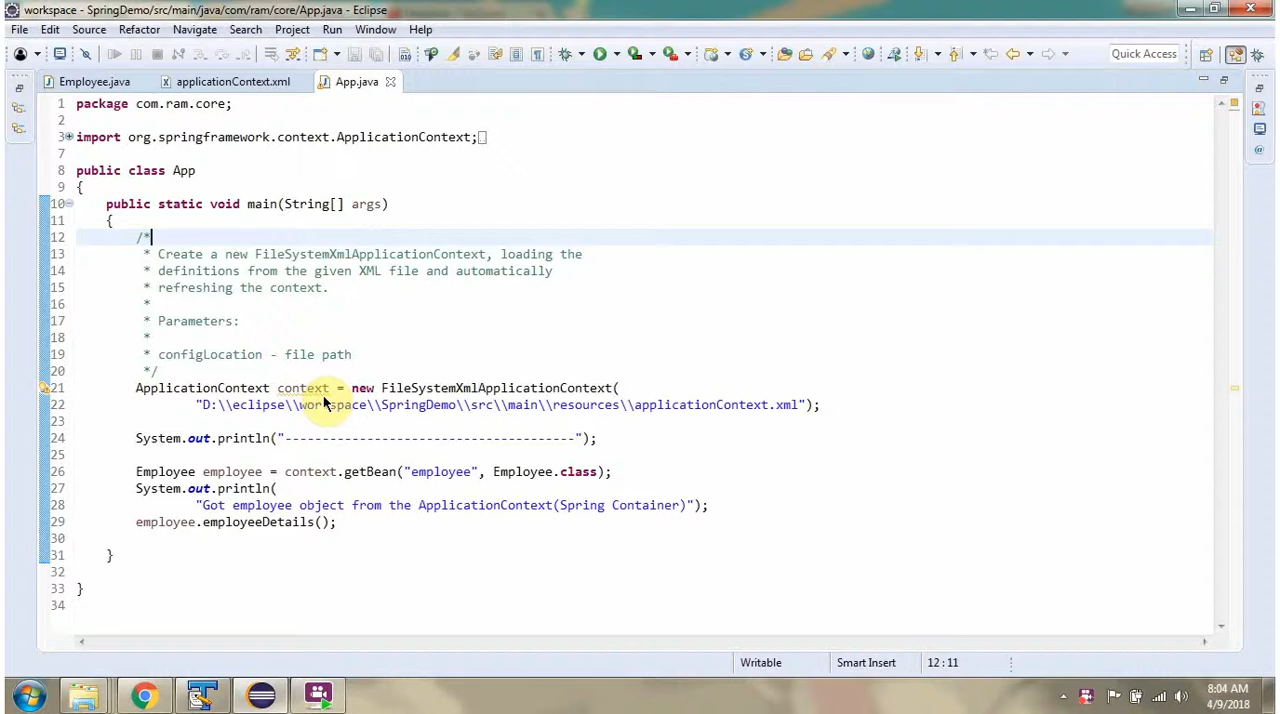 workspace - SpringDemo/src/main/java/com/ram/core/App.java - Eclipse
File Edit Source Refactor Navigate Search Project Run Window Help
Quick Access
Employee.java applicationContext.xml App.java
1 package com.ram.core;
2
3 import org.springframework.context.ApplicationContext;
7
8 public class App
9 {
10 public static void main(String[] args)
11 {
12 /*
13 * Create a new FileSystemXmlApplicationContext, loading the
14 * definitions from the given XML file and automatically
15 * refreshing the context.
16 *
17 * Parameters:
18 *
19 * configLocation - file path
20 */
21 ApplicationContext context = new FileSystemXmlApplicationContext(
22 "D:\\eclipse\\workspace\\SpringDemo\\src\\main\\resources\\applicationContext.xml");
23
24 System.out.println("---------------------------------------");
25
26 Employee employee = context.getBean("employee", Employee.class);
27 System.out.println(
28 "Got employee object from the ApplicationContext(Spring Container)");
29 employee.employeeDetails();
30
31 }
32
33 }
34
Writable Smart Insert 12 : 11
8:04 AM
4/9/2018